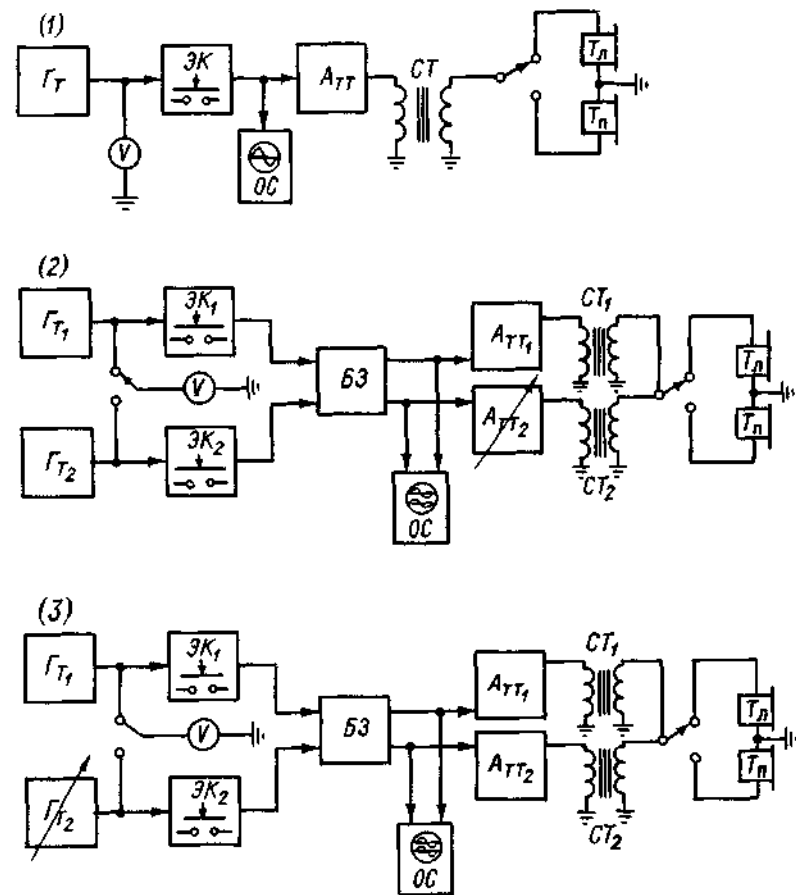 (1)
Гт ЭК Атт СТ Тл
V ОС Тп
(2)
Гт1 ЭК1 Атт1 СТ1 Тл
V БЗ
Гт2 ЭК2 Атт2 Тп
ОС СТ2
(3)
Гт1 ЭК1 Атт1 СТ1 Тл
V БЗ
Гт2 ЭК2 Атт2 Тп
ОС СТ2